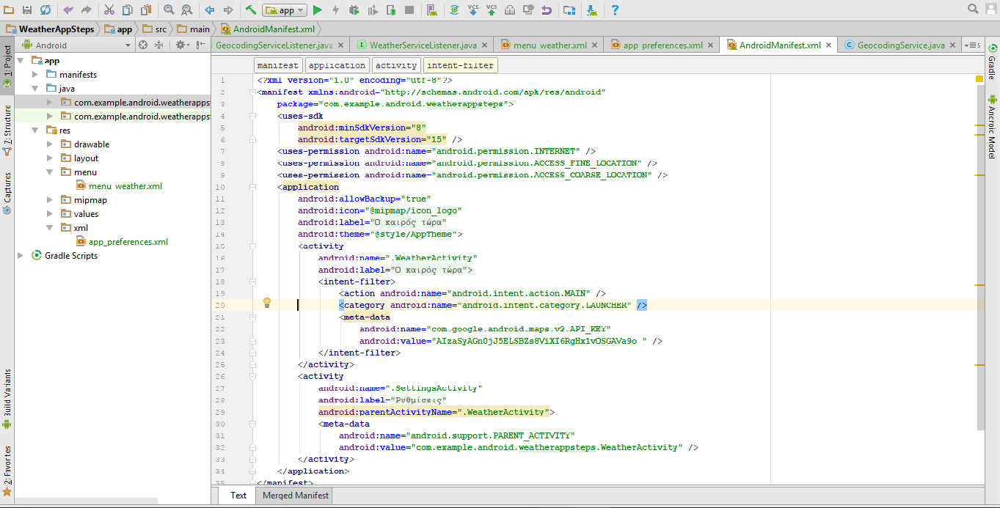 app
WeatherAppSteps app src main AndroidManifest.xml
Android
GeocodingServiceListener.java WeatherServiceListener.java menu_weather.xml app_preferences.xml AndroidManifest.xml GeocodingService.java 5
1: Project
7: Structure
Captures
Build Variants
2: Favorites
app
manifests
java
com.example.android.weatherappst
com.example.android.weatherappst
res
drawable
layout
menu
menu_weather.xml
mipmap
values
xml
app_preferences.xml
Gradle Scripts
manifest application activity intent-filter
1 <?xml version="1.0" encoding="utf-8"?>
2 <manifest xmlns:android="http://schemas.android.com/apk/res/android"
3 package="com.example.android.weatherappsteps">
4 <uses-sdk
5 android:minSdkVersion="8"
6 android:targetSdkVersion="15" />
7 <uses-permission android:name="android.permission.INTERNET" />
8 <uses-permission android:name="android.permission.ACCESS_FINE_LOCATION" />
9 <uses-permission android:name="android.permission.ACCESS_COARSE_LOCATION" />
10 <application
11 android:allowBackup="true"
12 android:icon="@mipmap/icon_logo"
13 android:label="Ο καιρός τώρα"
14 android:theme="@style/AppTheme">
15 <activity
16 android:name=".WeatherActivity"
17 android:label="Ο καιρός τώρα">
18 <intent-filter>
19 <action android:name="android.intent.action.MAIN" />
20 <category android:name="android.intent.category.LAUNCHER" />
21 <meta-data
22 android:name="com.google.android.maps.v2.API_KEY"
23 android:value="AIzaSyAGn0jJ5ELSBZs8ViXI6RgHx1vOSGAVa9o " />
24 </intent-filter>
25 </activity>
26 <activity
27 android:name=".SettingsActivity"
28 android:label="Ρυθμίσεις"
29 android:parentActivityName=".WeatherActivity">
30 <meta-data
31 android:name="android.support.PARENT_ACTIVITY"
32 android:value="com.example.android.weatherappsteps.WeatherActivity" />
33 </activity>
34 </application>
35 </manifest>
Text Merged Manifest
Gradle
Android Model